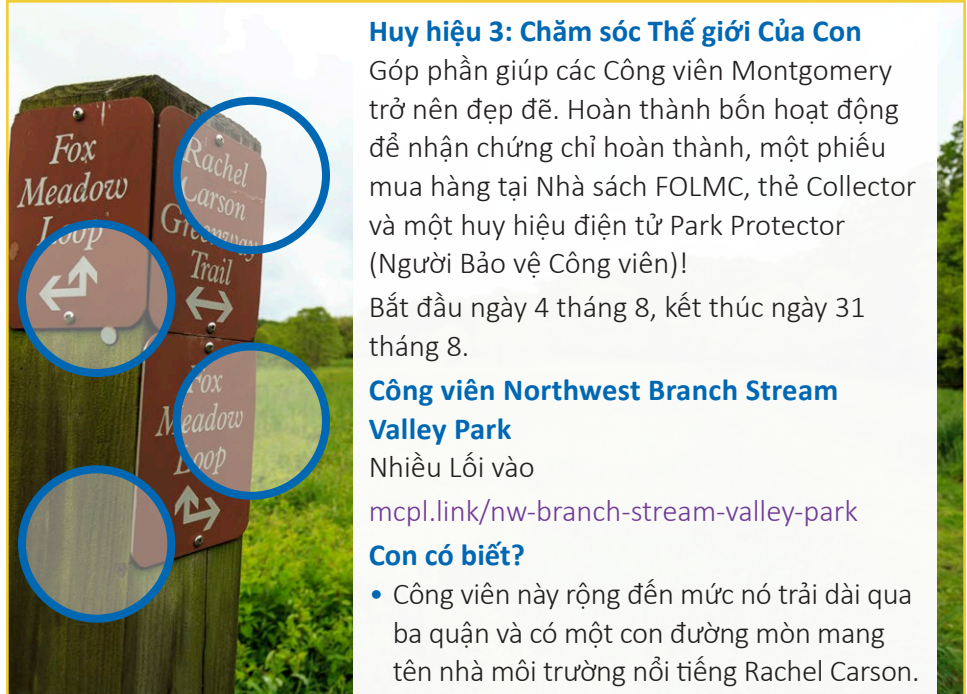 Fox
Meadow
Loop
Rachel
Carson
Greenway
Trail
Fox
Meadow
Loop
Huy hiệu 3: Chăm sóc Thế giới Của Con
Góp phần giúp các Công viên Montgomery
trở nên đẹp đẽ. Hoàn thành bốn hoạt động
để nhận chứng chỉ hoàn thành, một phiếu
mua hàng tại Nhà sách FOLMC, thẻ Collector
và một huy hiệu điện tử Park Protector
(Người Bảo vệ Công viên)!
Bắt đầu ngày 4 tháng 8, kết thúc ngày 31
tháng 8.
Công viên Northwest Branch Stream
Valley Park
Nhiều Lối vào
mcpl.link/nw-branch-stream-valley-park
Con có biết?
• Công viên này rộng đến mức nó trải dài qua
ba quận và có một con đường mòn mang
tên nhà môi trường nổi tiếng Rachel Carson.